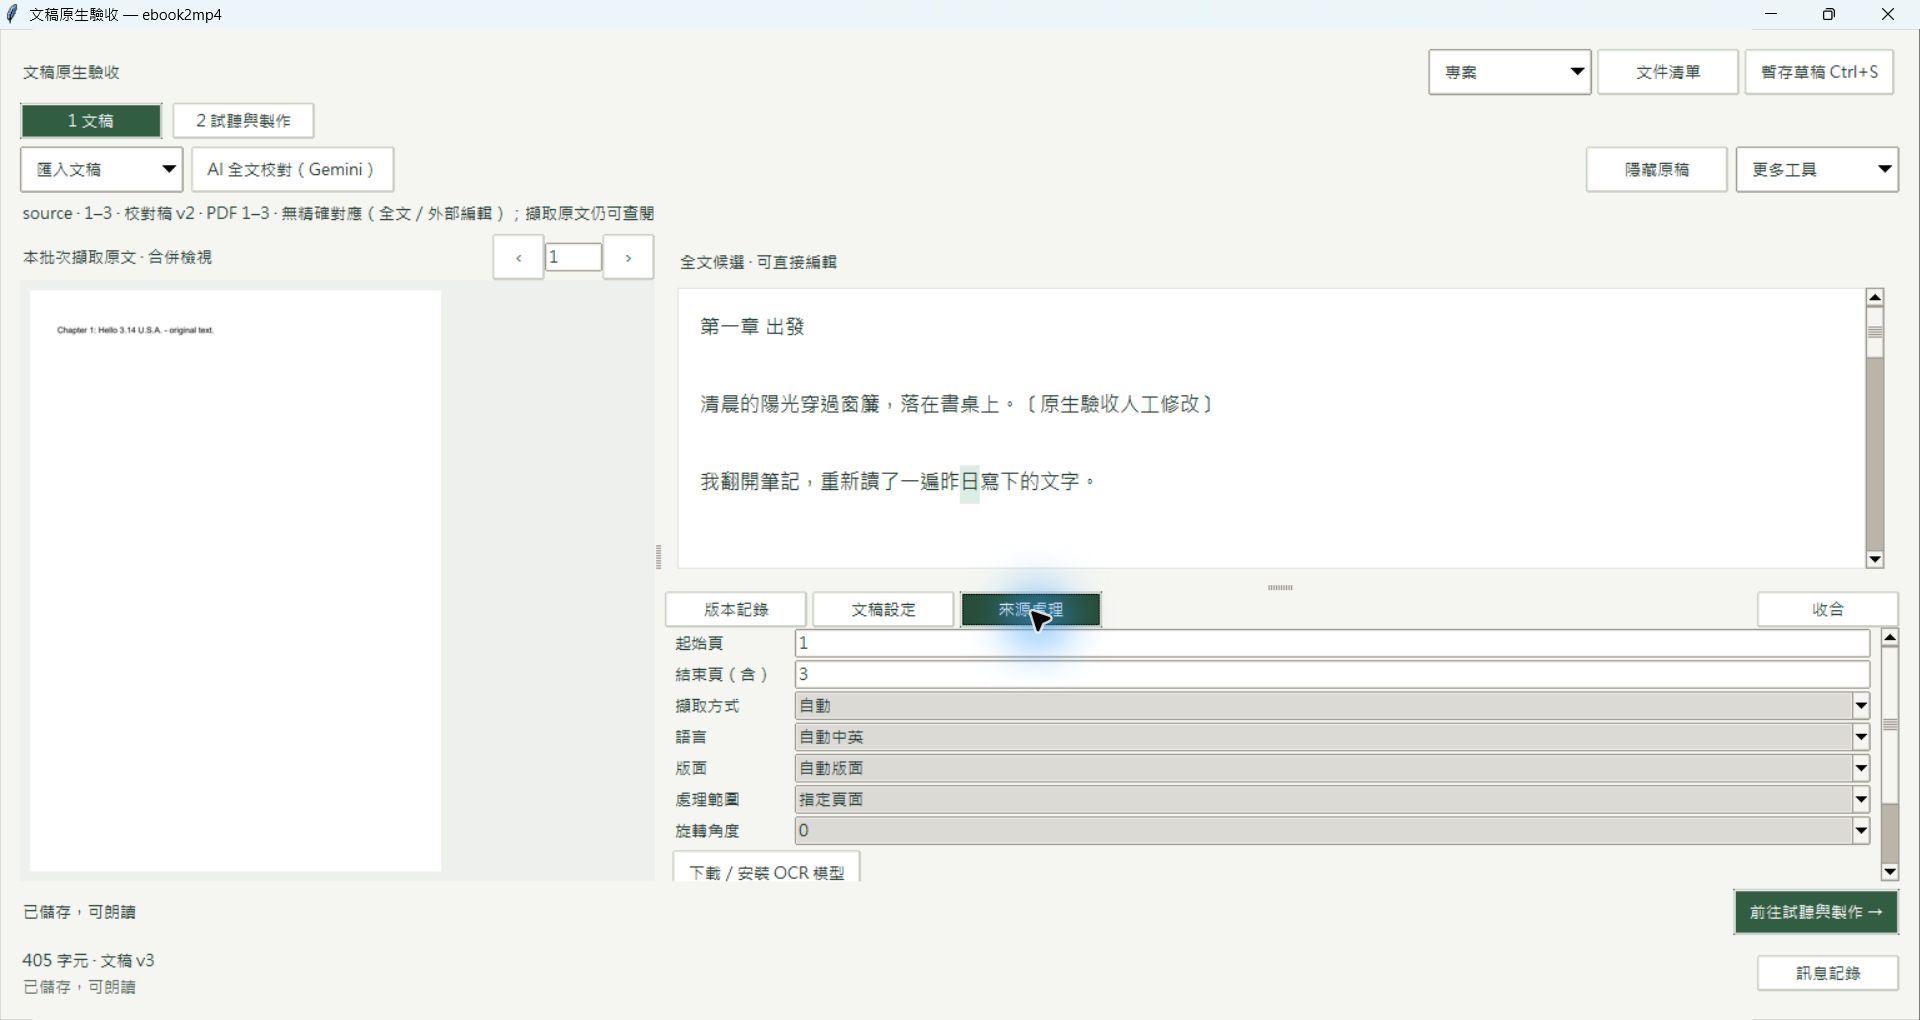 文稿原生驗收 — ebook2mp4
文稿原生驗收
專案
文件清單
暫存草稿 Ctrl+S
1 文稿
2 試聽與製作
匯入文稿
AI 全文校對（Gemini）
隱藏原稿
更多工具
source · 1–3 · 校對稿 v2 · PDF 1–3 · 無精確對應（全文 / 外部編輯）；擷取原文仍可查閱
本批次擷取原文 · 合併檢視
‹
1
›
全文候選 · 可直接編輯
Chapter 1: Hello 3.14 U.S.A. - original text.
第一章 出發
清晨的陽光穿過窗簾，落在書桌上。〔原生驗收人工修改〕
我翻開筆記，重新讀了一遍昨日寫下的文字。
版本記錄
文稿設定
來源處理
收合
起始頁
1
結束頁（含）
3
擷取方式
自動
語言
自動中英
版面
自動版面
處理範圍
指定頁面
旋轉角度
0
下載 / 安裝 OCR 模型
已儲存，可朗讀
前往試聽與製作 →
405 字元 · 文稿 v3
已儲存，可朗讀
訊息記錄